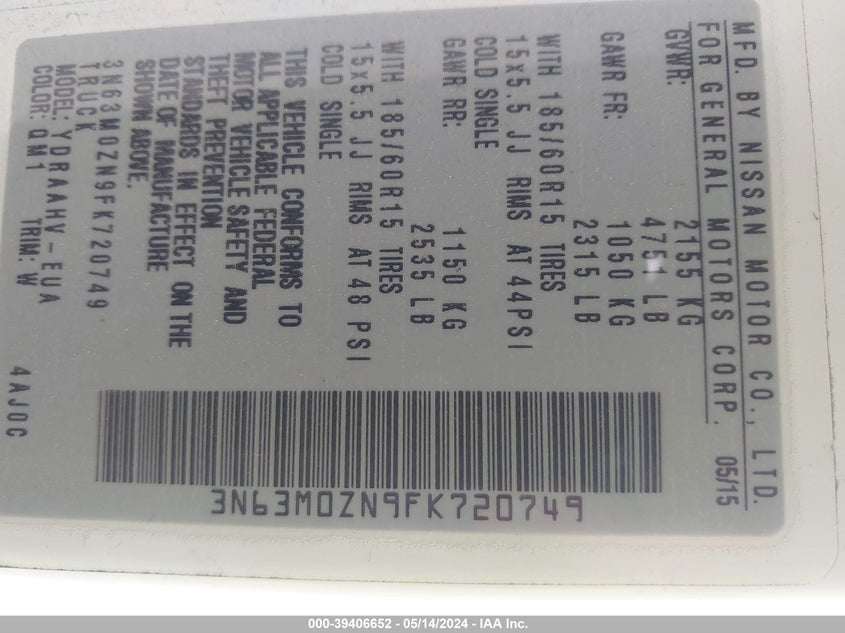 MFD. BY NISSAN MOTOR CO., LTD.
FOR GENERAL MOTORS CORP. 05/15
GVWR: 2155 KG
4751 LB
GAWR FR: 1050 KG
2315 LB
WITH 185/60R15 TIRES
15x5.5 JJ RIMS AT 44PSI
COLD SINGLE
GAWR RR: 1150 KG
2535 LB
WITH 185/60R15 TIRES
15x5.5 JJ RIMS AT 48 PSI
COLD SINGLE
THIS VEHICLE CONFORMS TO
ALL APPLICABLE FEDERAL
MOTOR VEHICLE SAFETY AND
THEFT PREVENTION
STANDARDS IN EFFECT ON THE
DATE OF MANUFACTURE
SHOWN ABOVE.
3N63M0ZN9FK720749
TRUCK
MODEL: YDRAAHV-EUA
COLOR: QM1 TRIM: W 4AJ0C
3N63M0ZN9FK720749
000-39406652 - 05/14/2024 - IAA Inc.